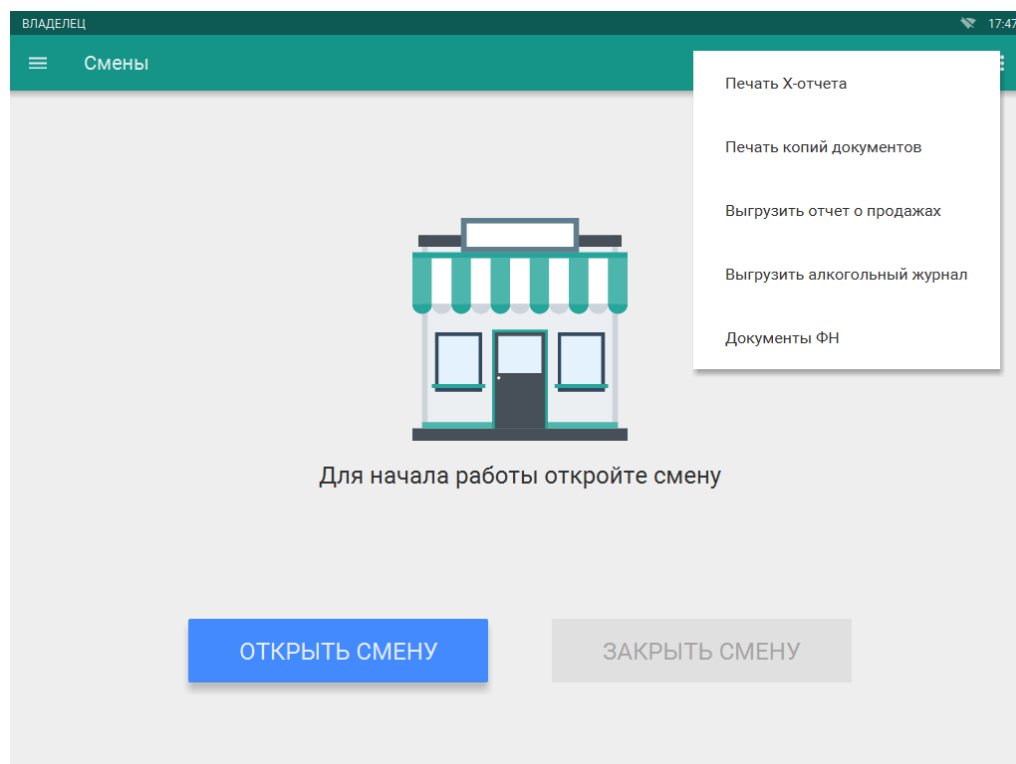 ВЛАДЕЛЕЦ
17:47
Смены
Печать X-отчета
Печать копий документов
Выгрузить отчет о продажах
Выгрузить алкогольный журнал
Документы ФН
Для начала работы откройте смену
ОТКРЫТЬ СМЕНУ
ЗАКРЫТЬ СМЕНУ